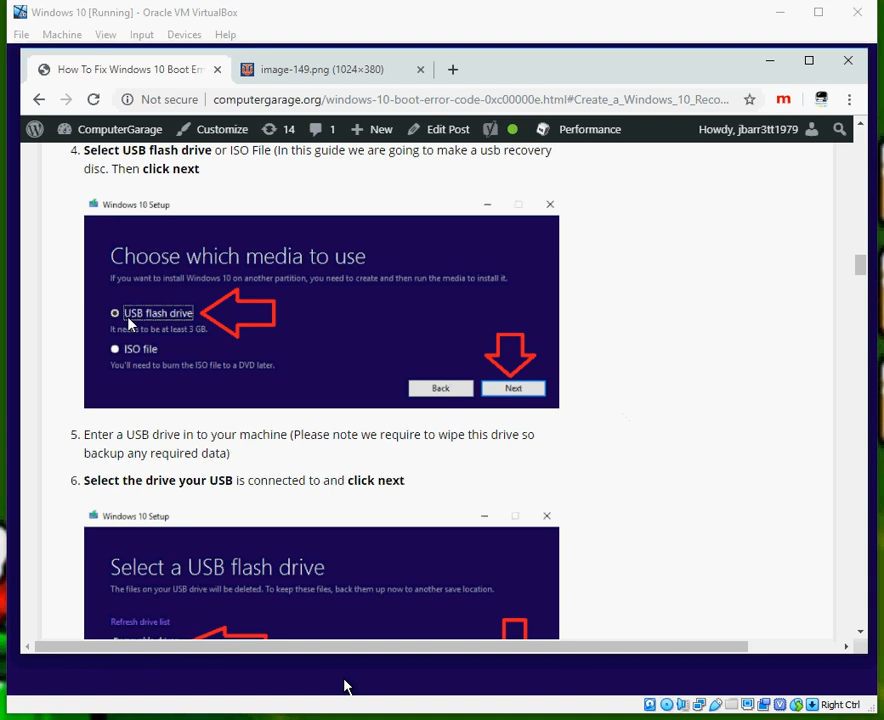 Windows 10 [Running] - Oracle VM VirtualBox
File Machine View Input Devices Help
How To Fix Windows 10 Boot Err
image-149.png (1024×380)
Not secure computergarage.org/windows-10-boot-error-code-0xc00000e.html#Create_a_Windows_10_Reco...
ComputerGarage Customize 14 1 New Edit Post Performance Howdy, jbarr3tt1979
4. Select USB flash drive or ISO File (In this guide we are going to make a usb recovery
disc. Then click next
Windows 10 Setup
Choose which media to use
If you want to install Windows 10 on another partition, you need to create and then run the media to install it.
USB flash drive
It needs to be at least 3 GB.
ISO file
You'll need to burn the ISO file to a DVD later.
Back Next
5. Enter a USB drive in to your machine (Please note we require to wipe this drive so
backup any required data)
6. Select the drive your USB is connected to and click next
Windows 10 Setup
Select a USB flash drive
The files on your USB drive will be deleted. To keep these files, back them up now to another save location.
Refresh drive list
Right Ctrl